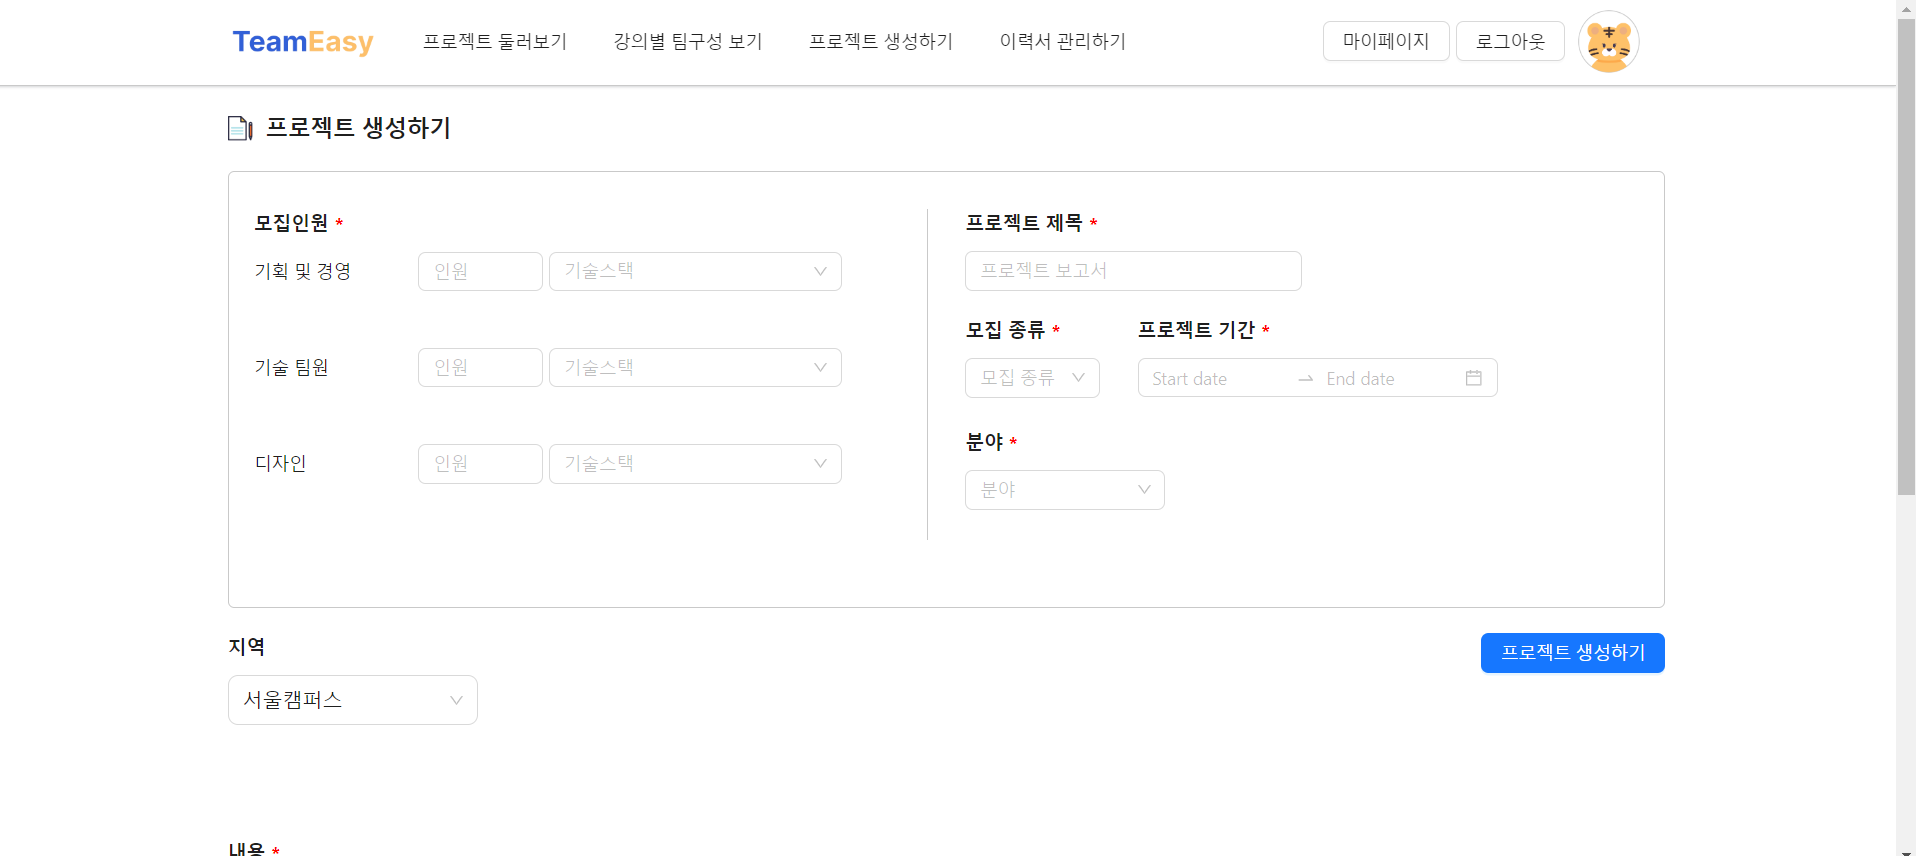 TeamEasy 프로젝트 둘러보기 강의별 팀구성 보기 프로젝트 생성하기 이력서 관리하기 마이페이지 로그아웃
프로젝트 생성하기
모집인원 *
기획 및 경영 인원 기술스택
기술 팀원 인원 기술스택
디자인 인원 기술스택
프로젝트 제목 *
프로젝트 보고서
모집 종류 * 프로젝트 기간 *
모집 종류 Start date → End date
분야 *
분야
지역
서울캠퍼스
프로젝트 생성하기
내용 *